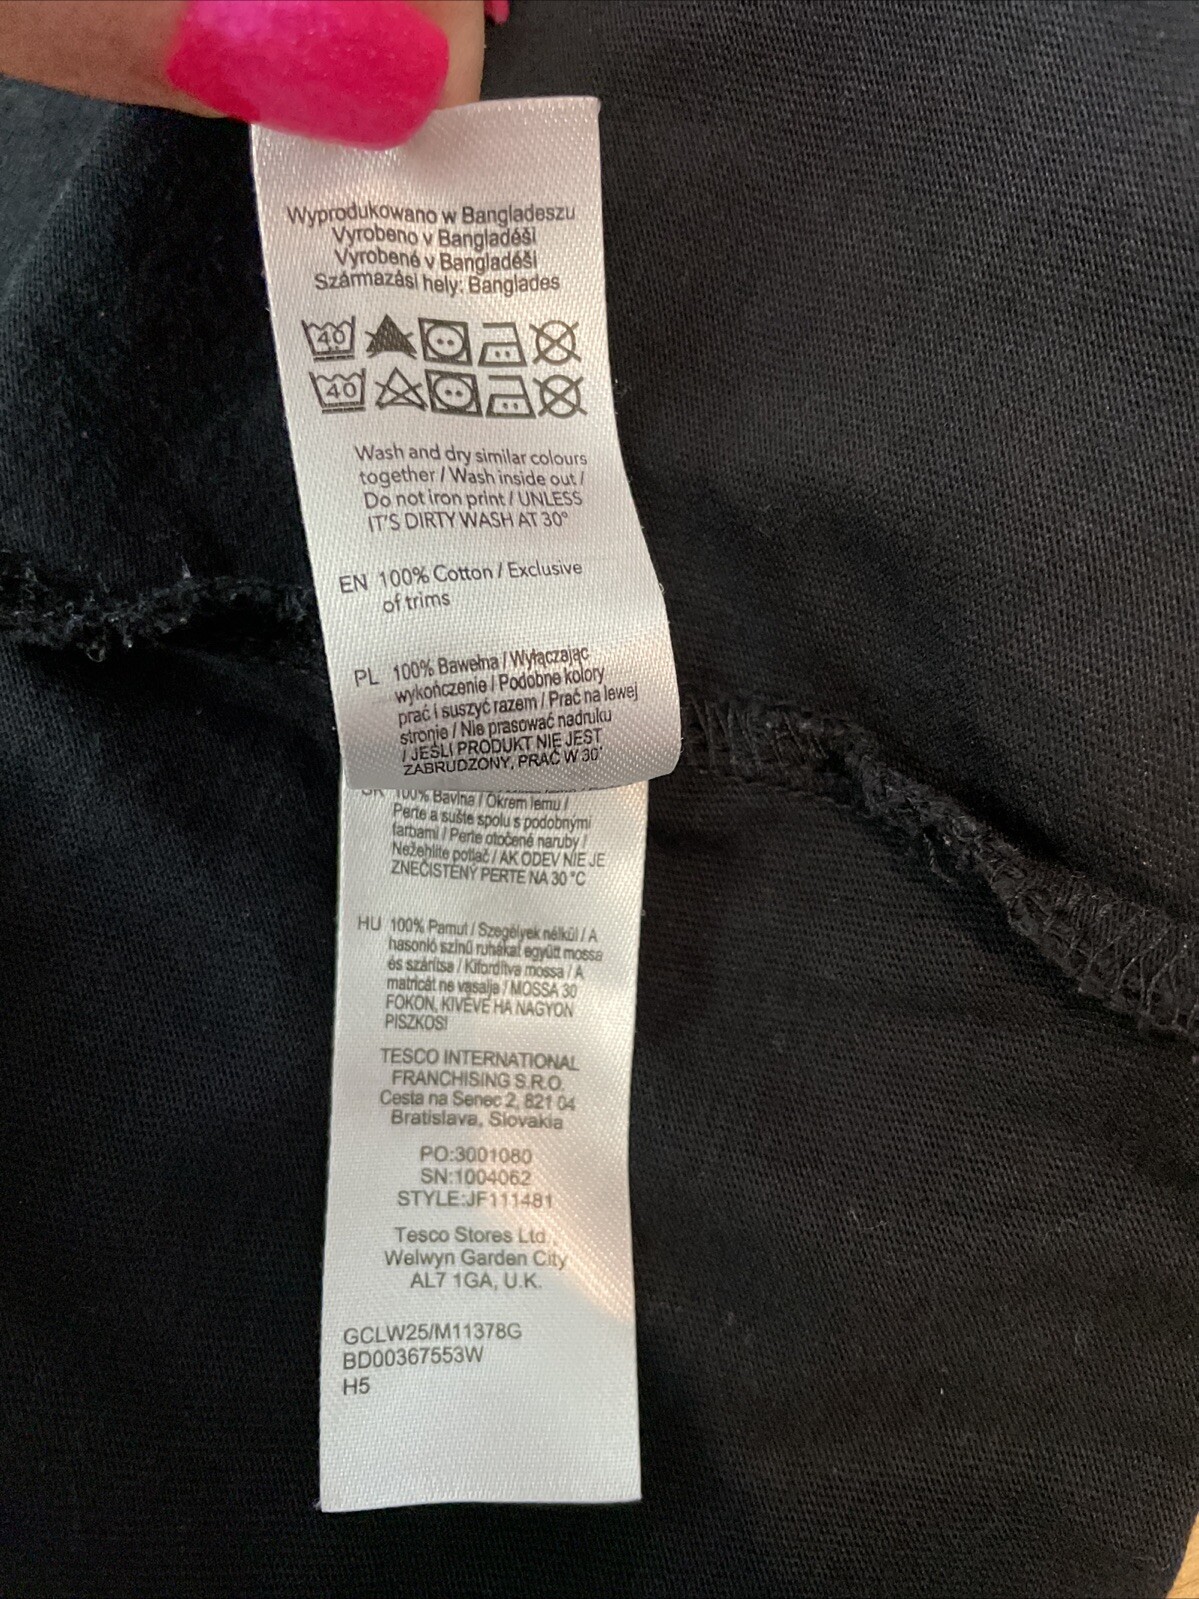 Wyprodukowano w Bangladeszu
Vyrobeno v Bangladéši
Vyrobené v Bangladéši
Származási hely: Banglades
40
40
Wash and dry similar colours
together / Wash inside out /
Do not iron print / UNLESS
IT'S DIRTY WASH AT 30°
EN 100% Cotton / Exclusive
of trims
PL 100% Bawełna / Wyłączając
wykończenie / Podobne kolory
prać i suszyć razem / Prać na lewej
stronie / Nie prasować nadruku
/ JEŚLI PRODUKT NIE JEST
ZABRUDZONY, PRAĆ W 30°
100% Bavlna / Okrem lemu /
Perte a sušte spolu s podobnými
farbami / Perte otočené naruby /
Nežehlite potlač / AK ODEV NIE JE
ZNEČISTENÝ PERTE NA 30 °C
HU 100% Pamut / Szegélyek nélkül / A
hasonló színű ruhákat együtt mossa
és szárítsa / Kifordítva mossa / A
matricát ne vasalja / MOSSA 30
FOKON, KIVÉVE HA NAGYON
PISZKOS!
TESCO INTERNATIONAL
FRANCHISING S.R.O.
Cesta na Senec 2, 821 04
Bratislava, Slovakia
PO:3001080
SN:1004062
STYLE:JF111481
Tesco Stores Ltd.,
Welwyn Garden City
AL7 1GA, U.K.
GCLW25/M11378G
BD00367553W
H5